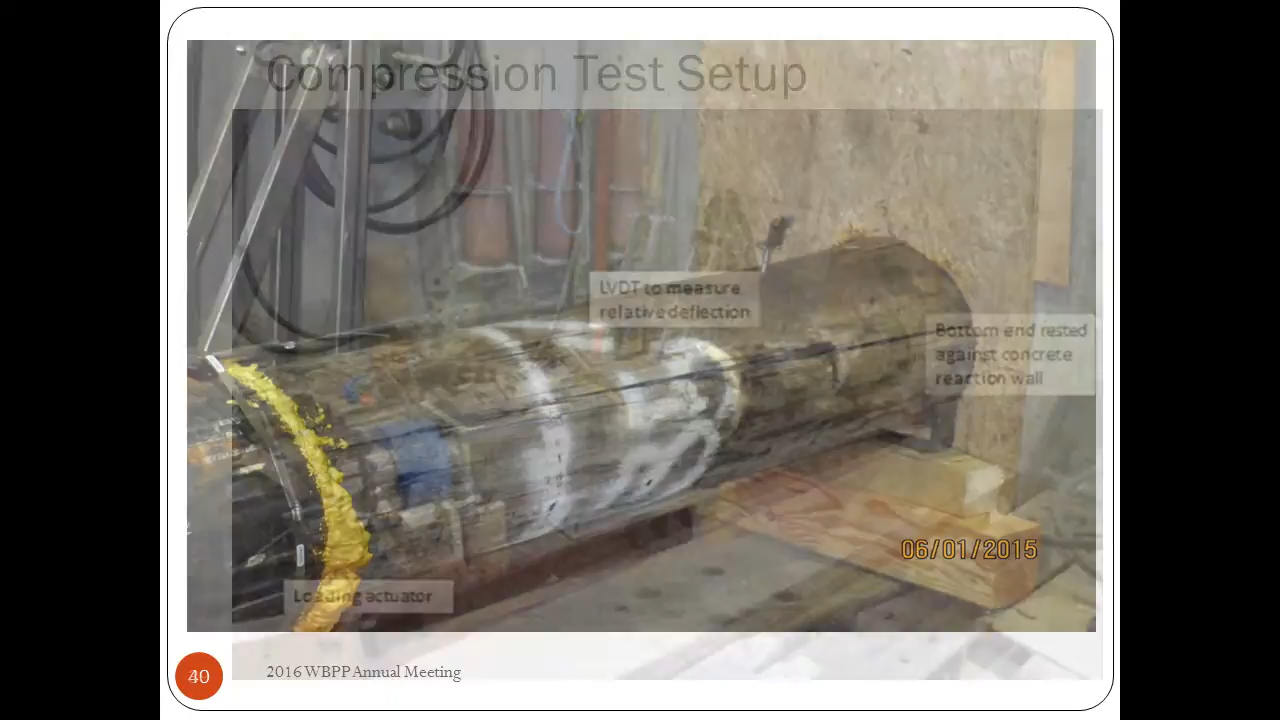 Compression Test Setup
LVDT to measure
relative deflection
Bottom end rested
against concrete
reaction wall
06/01/2015
Loading actuator
40
2016 WBPP Annual Meeting